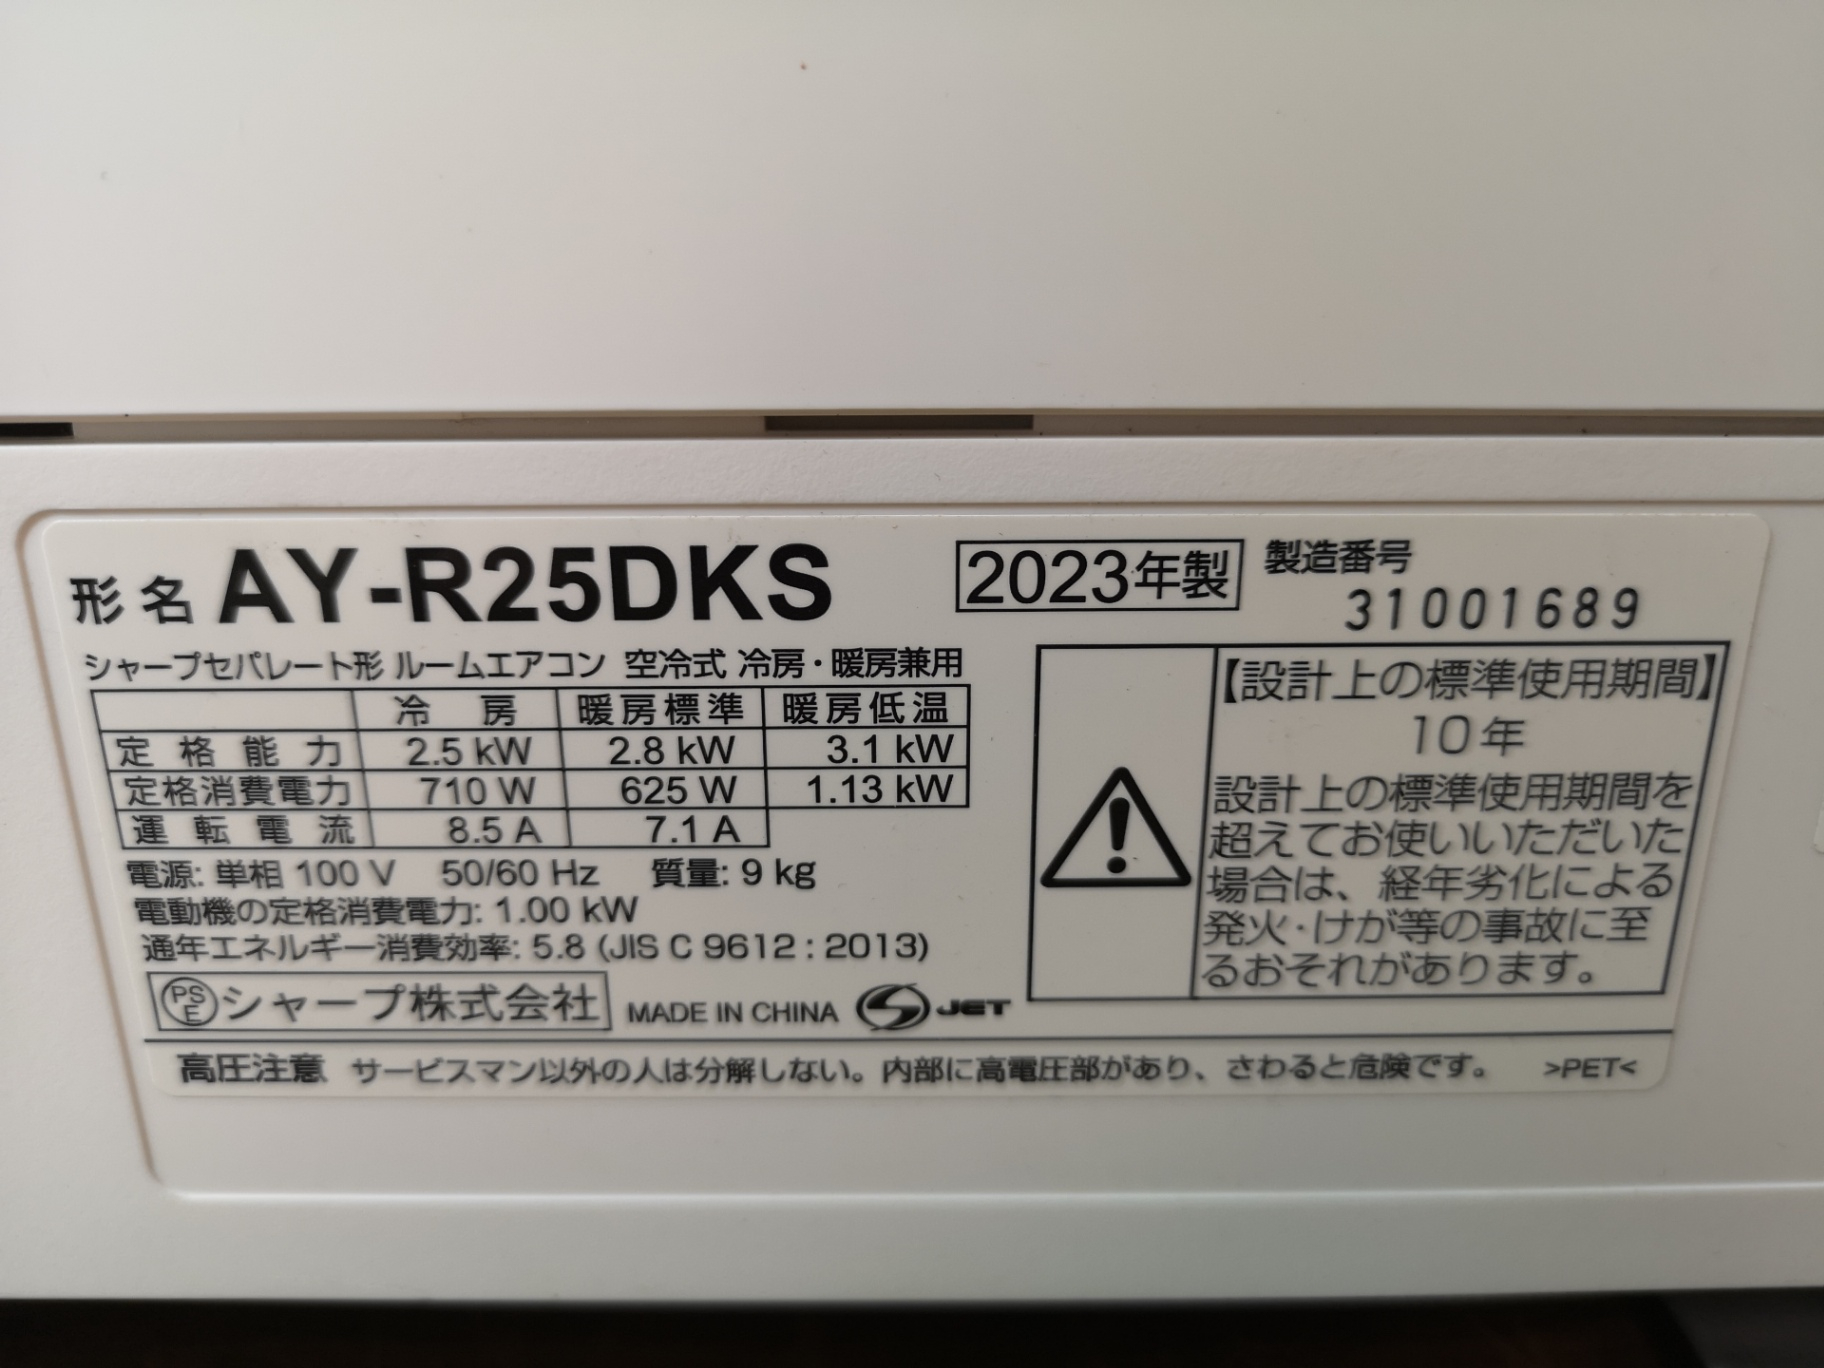 形名 AY-R25DKS 2023年製 製造番号
31001689
シャープセパレート形 ルームエアコン 空冷式 冷房・暖房兼用
冷房 暖房標準 暖房低温
定格能力 2.5 kW 2.8 kW 3.1 kW
定格消費電力 710 W 625 W 1.13 kW
運転電流 8.5 A 7.1 A
電源: 単相 100 V 50/60 Hz 質量: 9 kg
電動機の定格消費電力: 1.00 kW
通年エネルギー消費効率: 5.8 (JIS C 9612 : 2013)
PSE シャープ株式会社 MADE IN CHINA S JET
【設計上の標準使用期間】
10年
設計上の標準使用期間を
超えてお使いいただいた
場合は、経年劣化による
発火・けが等の事故に至
るおそれがあります。
高圧注意 サービスマン以外の人は分解しない。内部に高電圧部があり、さわると危険です。 >PET<